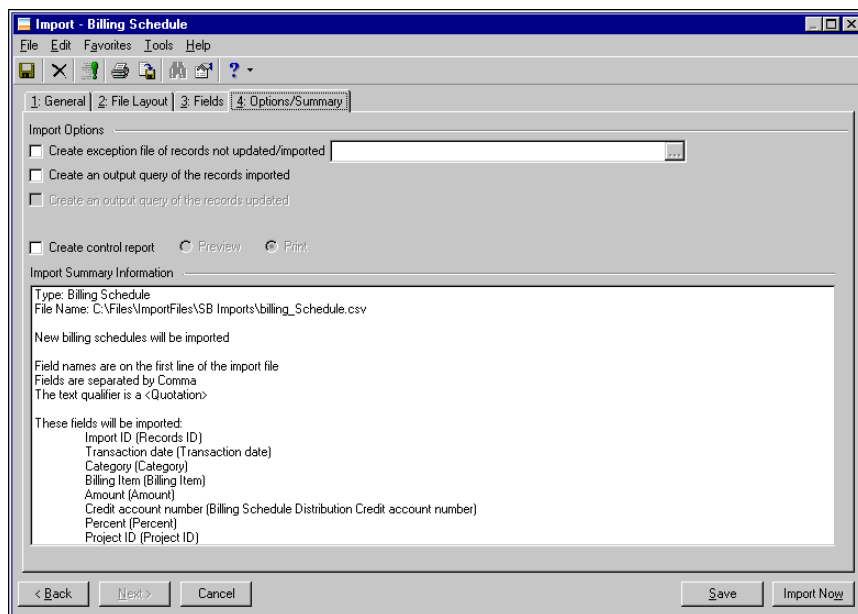 Import - Billing Schedule
File Edit Favorites Tools Help
1: General 2: File Layout 3: Fields 4: Options/Summary
Import Options
Create exception file of records not updated/imported ...
Create an output query of the records imported
Create an output query of the records updated
Create control report Preview Print
Import Summary Information
Type: Billing Schedule
File Name: C:\Files\ImportFiles\SB Imports\billing_Schedule.csv
New billing schedules will be imported
Field names are on the first line of the import file
Fields are separated by Comma
The text qualifier is a <Quotation>
These fields will be imported:
Import ID (Records ID)
Transaction date (Transaction date)
Category (Category)
Billing Item (Billing Item)
Amount (Amount)
Credit account number (Billing Schedule Distribution Credit account number)
Percent (Percent)
Project ID (Project ID)
< Back Next > Cancel Save Import Now